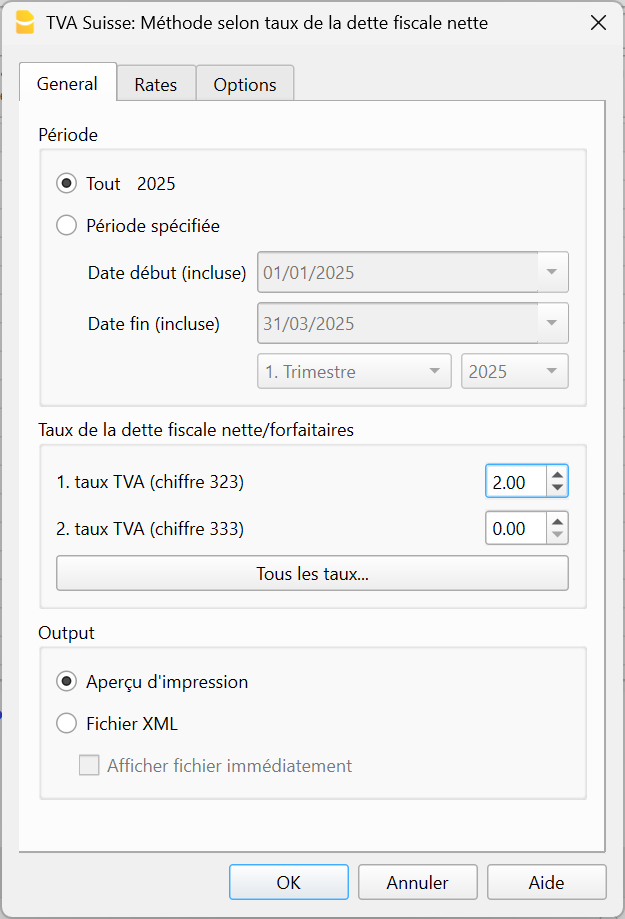 TVA Suisse: Méthode selon taux de la dette fiscale nette
General Rates Options
Période
Tout 2025
Période spécifiée
Date début (incluse) 01/01/2025
Date fin (incluse) 31/03/2025
1. Trimestre 2025
Taux de la dette fiscale nette/forfaitaires
1. taux TVA (chiffre 323) 2.00
2. taux TVA (chiffre 333) 0.00
Tous les taux...
Output
Aperçu d'impression
Fichier XML
Afficher fichier immédiatement
OK Annuler Aide